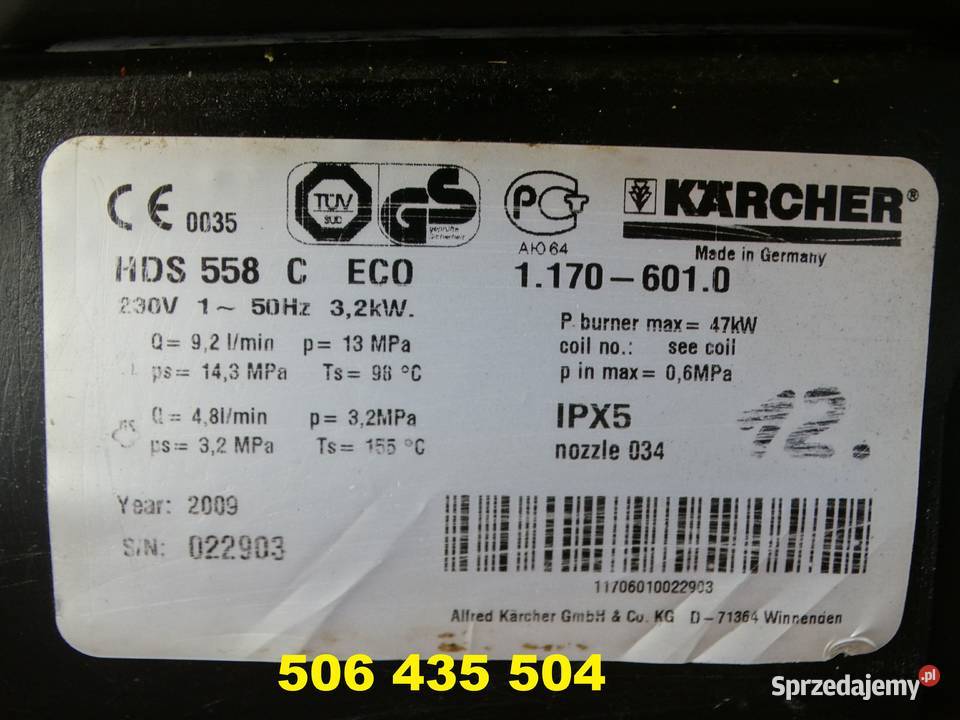 CE 0035 TÜV SÜD GS geprüfte Sicherheit PCT KÄRCHER®
АЮ64 Made in Germany
HDS 558 C ECO 1.170-601.0
230V 1~ 50Hz 3,2kW.
P burner max= 47kW
Q= 9,2 l/min p= 13 MPa
coil no.: see coil
ps= 14,3 MPa Ts= 98 °C
p in max= 0,6MPa
Q= 4,8l/min p= 3,2MPa
IPX5 12.
ps= 3,2 MPa Ts= 155 °C
nozzle 034
Year: 2009
S/N: 022903
11706010022903
Alfred Kärcher GmbH & Co. KG D-71364 Winnenden
506 435 504
Sprzedajemy.pl